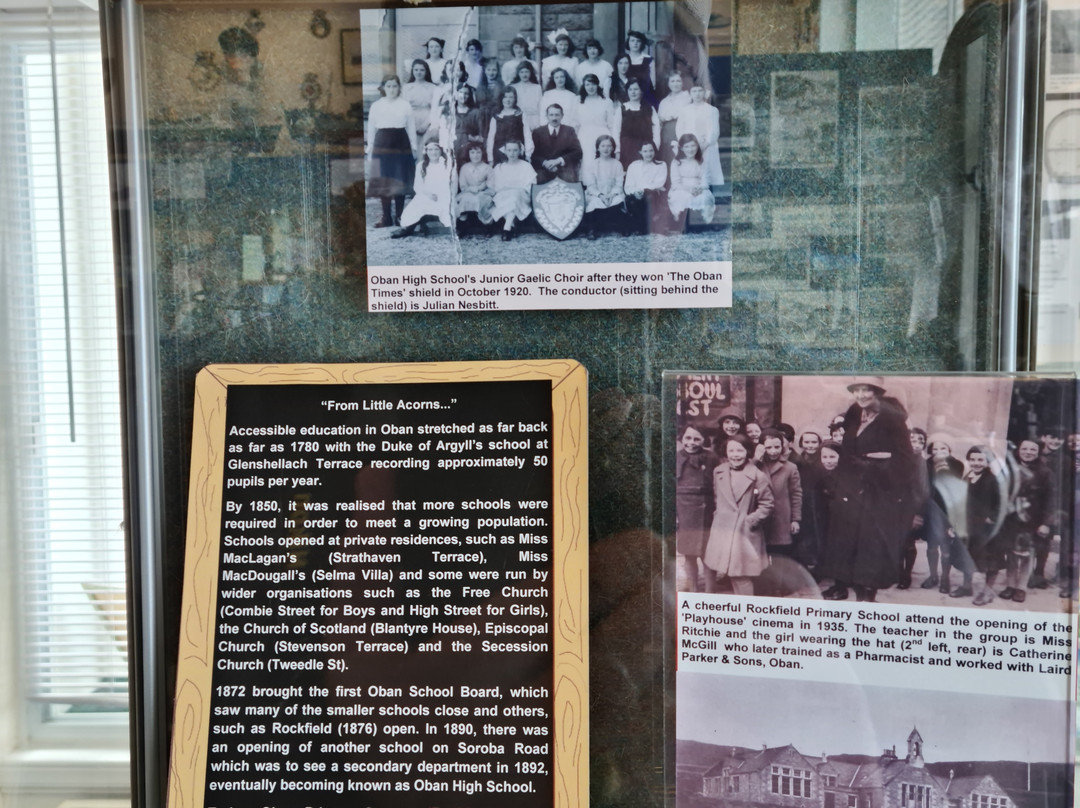 Oban High School's Junior Gaelic Choir after they won 'The Oban
Times' shield in October 1920. The conductor (sitting behind the
shield) is Julian Nesbitt.
"From Little Acorns..."
Accessible education in Oban stretched as far back
as far as 1780 with the Duke of Argyll's school at
Glenshellach Terrace recording approximately 50
pupils per year.
By 1850, it was realised that more schools were
required in order to meet a growing population.
Schools opened at private residences, such as Miss
MacLagan's (Strathaven Terrace), Miss
MacDougall's (Selma Villa) and some were run by
wider organisations such as the Free Church
(Combie Street for Boys and High Street for Girls),
the Church of Scotland (Blantyre House), Episcopal
Church (Stevenson Terrace) and the Secession
Church (Tweedle St).
1872 brought the first Oban School Board, which
saw many of the smaller schools close and others,
such as Rockfield (1876) open. In 1890, there was
an opening of another school on Soroba Road
which was to see a secondary department in 1892,
eventually becoming known as Oban High School.
OUL
ST
A cheerful Rockfield Primary School attend the opening of the
'Playhouse' cinema in 1935. The teacher in the group is Miss
Ritchie and the girl wearing the hat (2nd left, rear) is Catherine
McGill who later trained as a Pharmacist and worked with Laird
Parker & Sons, Oban.